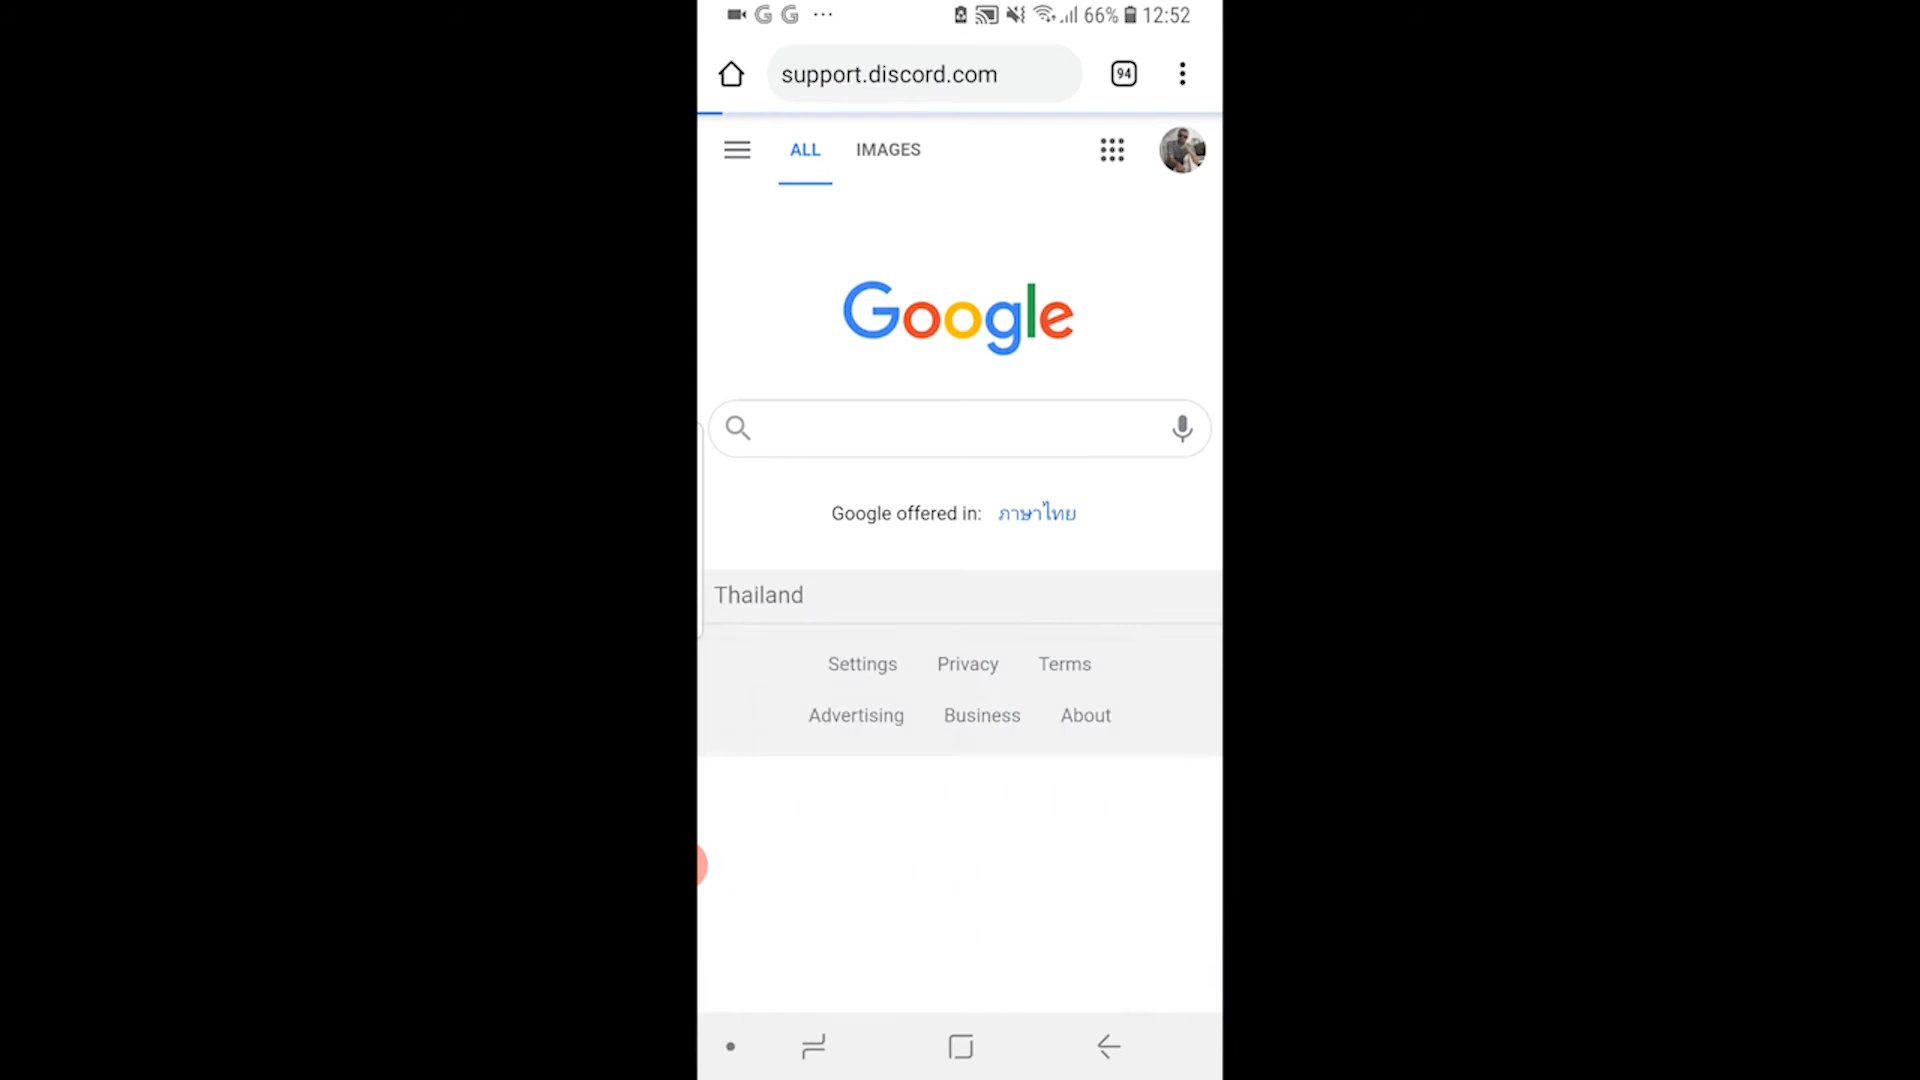 66% 12:52
support.discord.com 94
ALL IMAGES
Google
Google offered in: ภาษาไทย
Thailand
Settings Privacy Terms
Advertising Business About